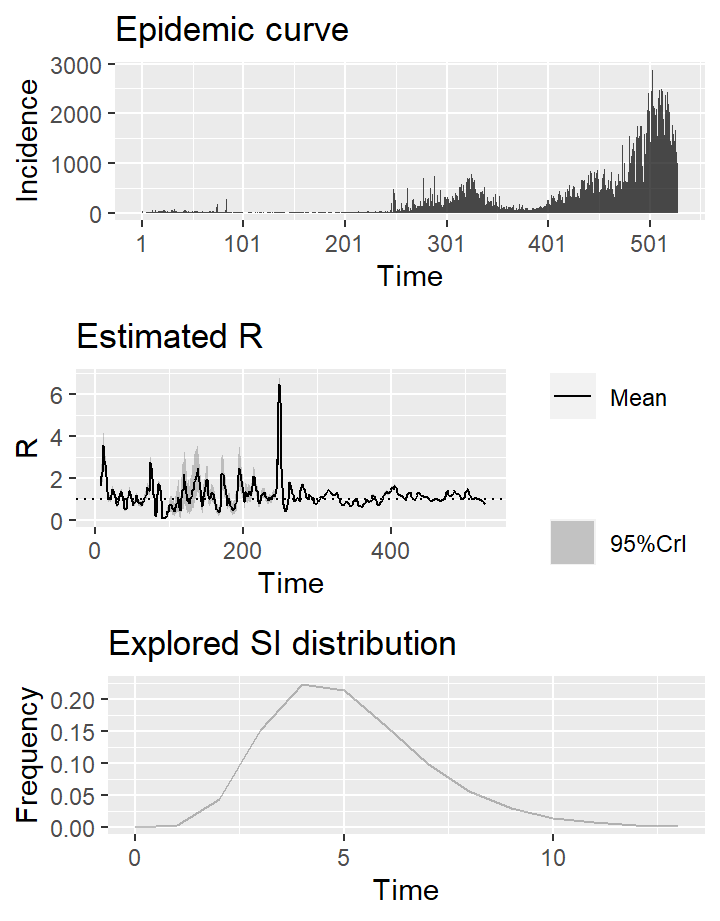 Epidemic curve
3000
2000
1000
0
Incidence
1 101 201 301 401 501
Time
Estimated R
6
4
2
0
R
0 200 400
Time
Mean
95%CrI
Explored SI distribution
0.20
0.15
0.10
0.05
0.00
Frequency
0 5 10
Time